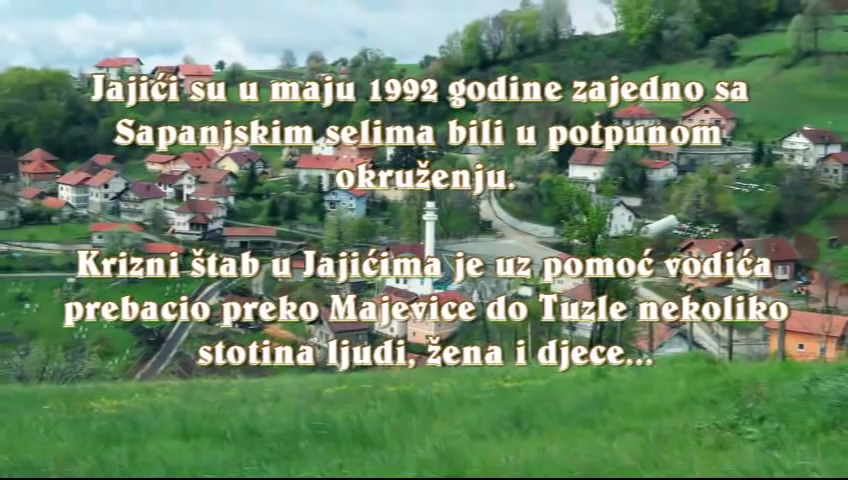 Jajići su u maju 1992 godine zajedno sa
Sapanjskim selima bili u potpunom
okruženju.
Krizni štab u Jajićima je uz pomoć vodića
prebacio preko Majevice do Tuzle nekoliko
stotina ljudi, žena i djece...